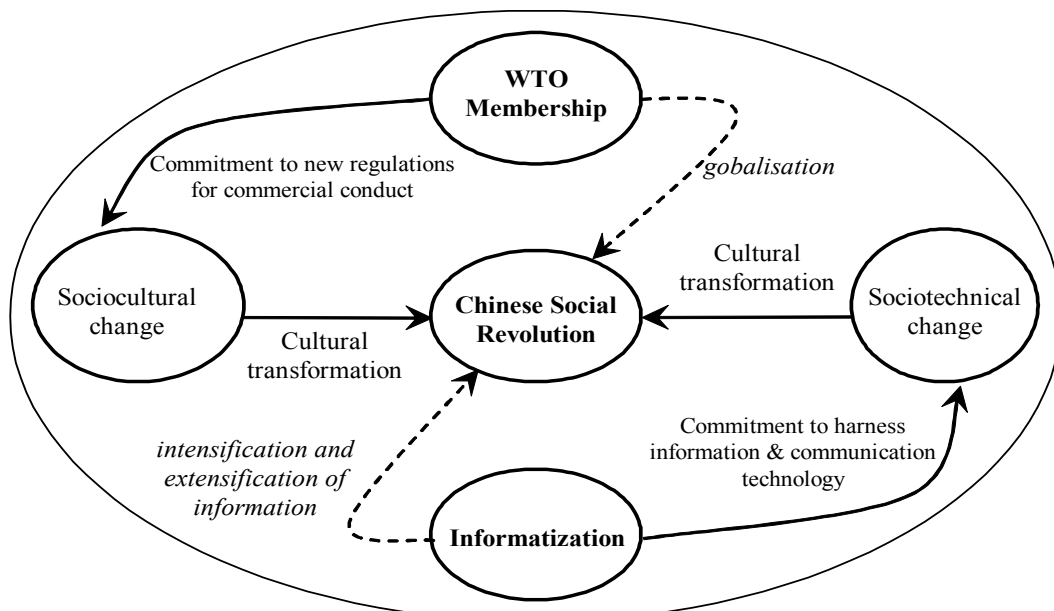 WTO
Membership
Commitment to new regulations
for commercial conduct
gobalisation
Sociocultural
change
Cultural
transformation
Chinese Social
Revolution
Cultural
transformation
Sociotechnical
change
intensification and
extensification of
information
Commitment to harness
information & communication
technology
Informatization